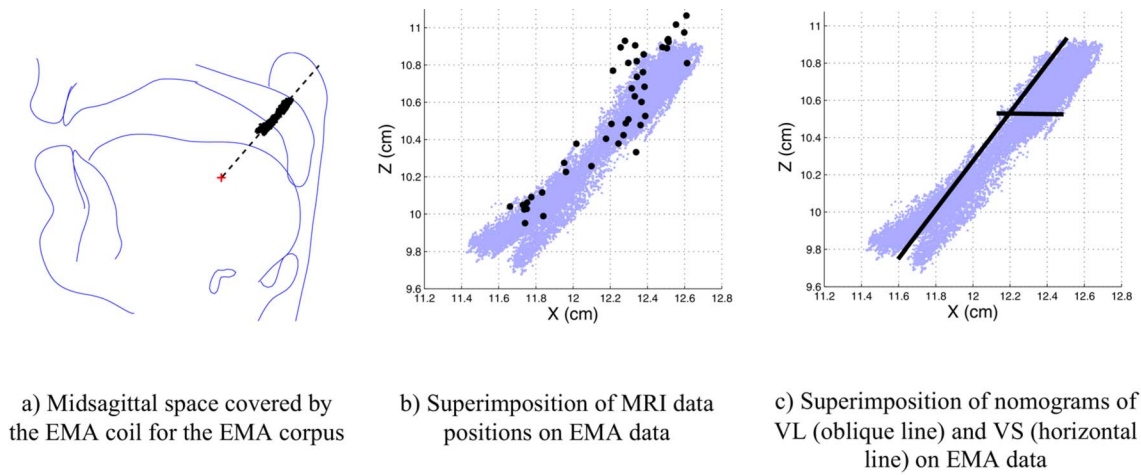 11
10.8
10.6
10.4
10.2
10
9.8
9.6
11.2 11.4 11.6 11.8 12 12.2 12.4 12.6 12.8
Z (cm)
X (cm)
11
10.8
10.6
10.4
10.2
10
9.8
9.6
11.2 11.4 11.6 11.8 12 12.2 12.4 12.6 12.8
Z (cm)
X (cm)
a) Midsagittal space covered by
the EMA coil for the EMA corpus
b) Superimposition of MRI data
positions on EMA data
c) Superimposition of nomograms of
VL (oblique line) and VS (horizontal
line) on EMA data